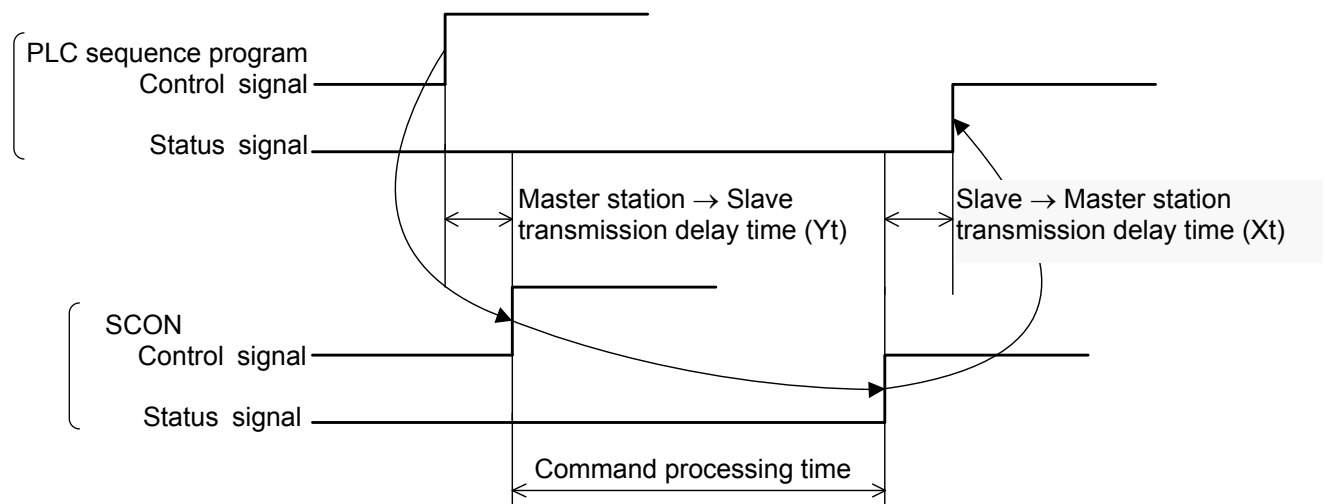 PLC sequence program
Control signal
Status signal
Master station → Slave
transmission delay time (Yt)
Slave → Master station
transmission delay time (Xt)
SCON
Control signal
Status signal
Command processing time